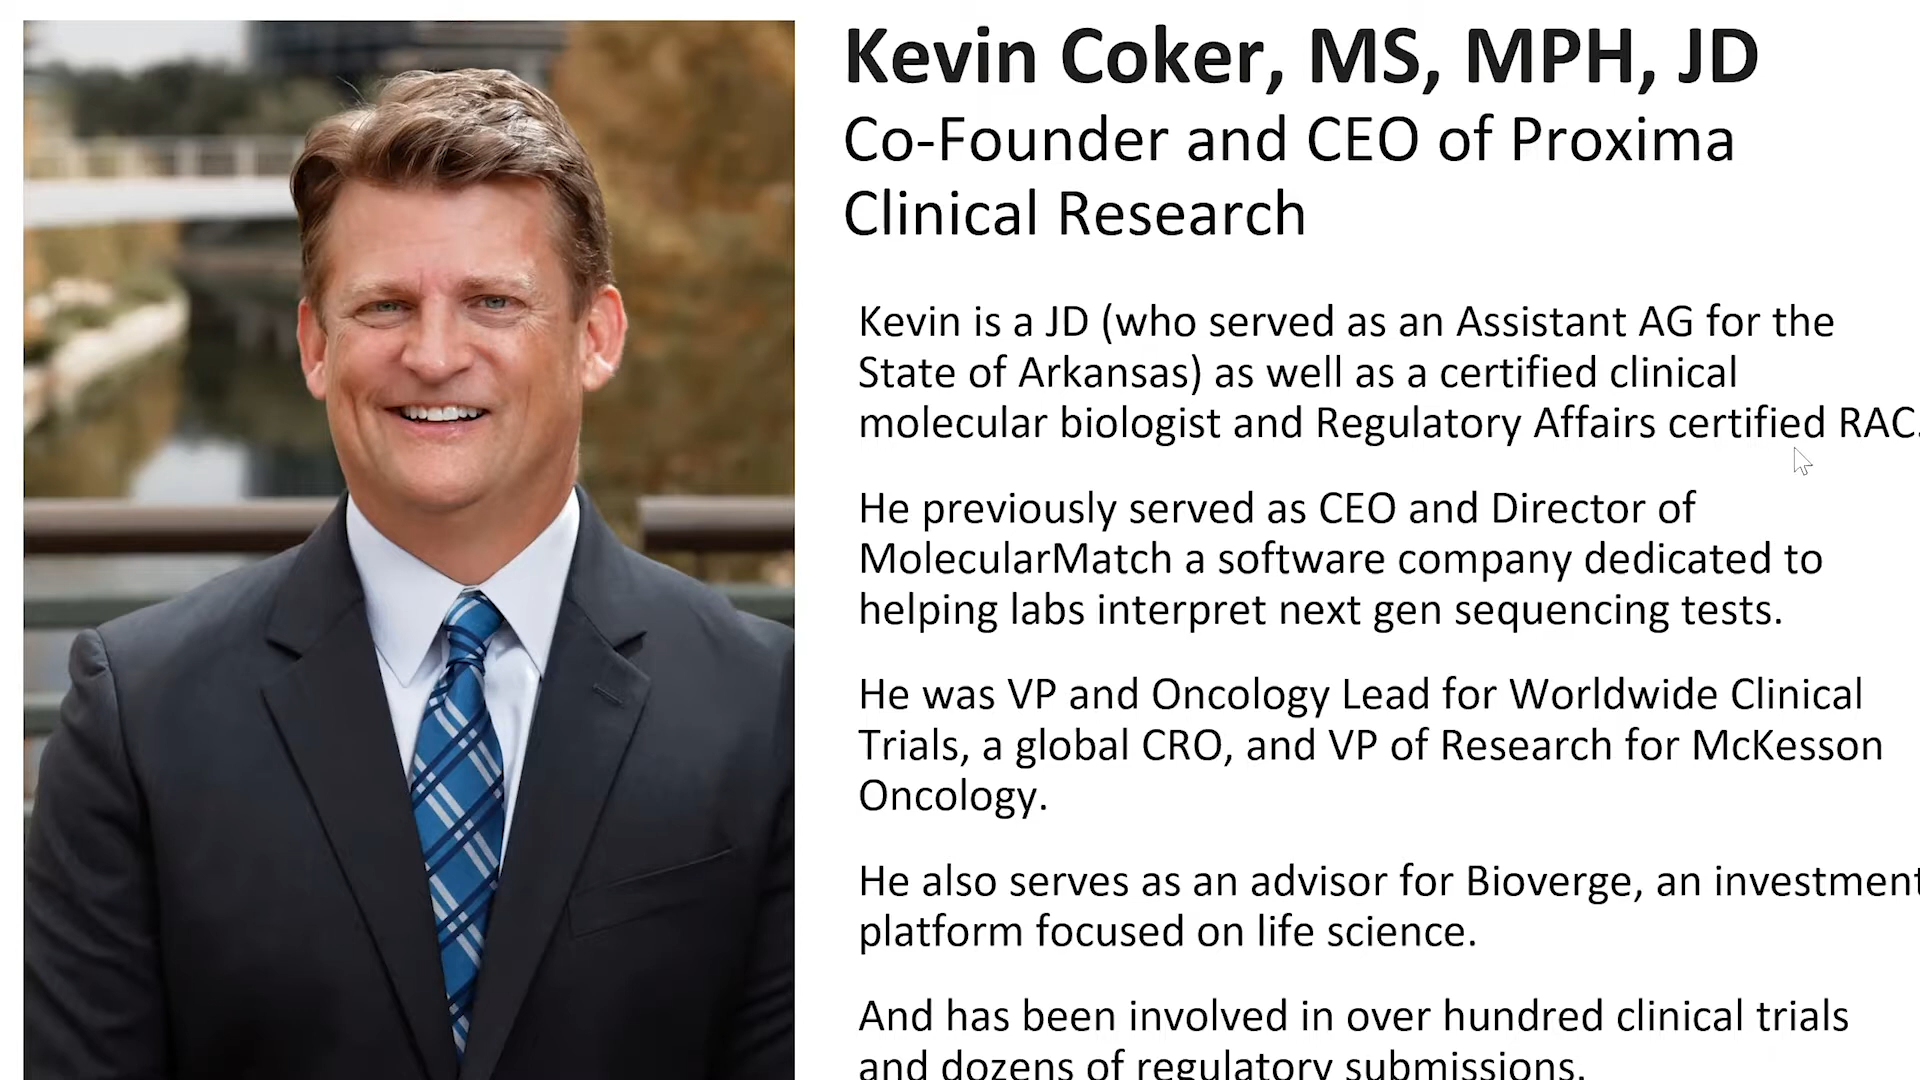 Kevin Coker, MS, MPH, JD
Co-Founder and CEO of Proxima
Clinical Research
Kevin is a JD (who served as an Assistant AG for the
State of Arkansas) as well as a certified clinical
molecular biologist and Regulatory Affairs certified RAC.
He previously served as CEO and Director of
MolecularMatch a software company dedicated to
helping labs interpret next gen sequencing tests.
He was VP and Oncology Lead for Worldwide Clinical
Trials, a global CRO, and VP of Research for McKesson
Oncology.
He also serves as an advisor for Bioverge, an investment
platform focused on life science.
And has been involved in over hundred clinical trials
and dozens of regulatory submissions.